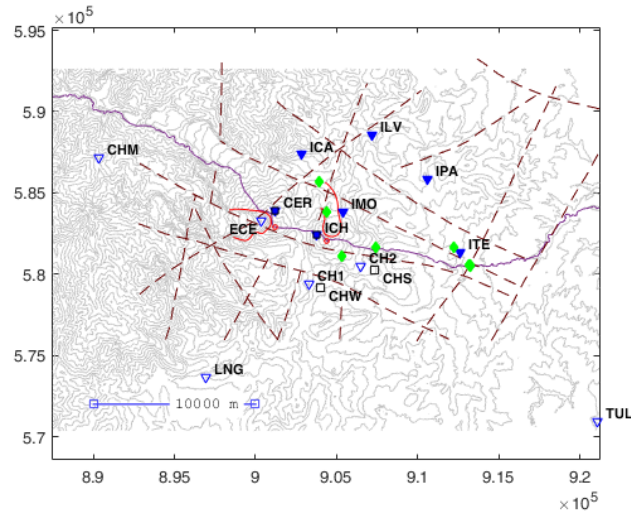 × 10⁵
5.95
5.9
5.85
5.8
5.75
5.7
ILV
ICA
CHM
IPA
CER
IMO
ECE
ICH
ITE
CH2
CH1
CHS
CHW
LNG
10000 m
TUL
8.9 8.95 9 9.05 9.1 9.15 9.2
× 10⁵